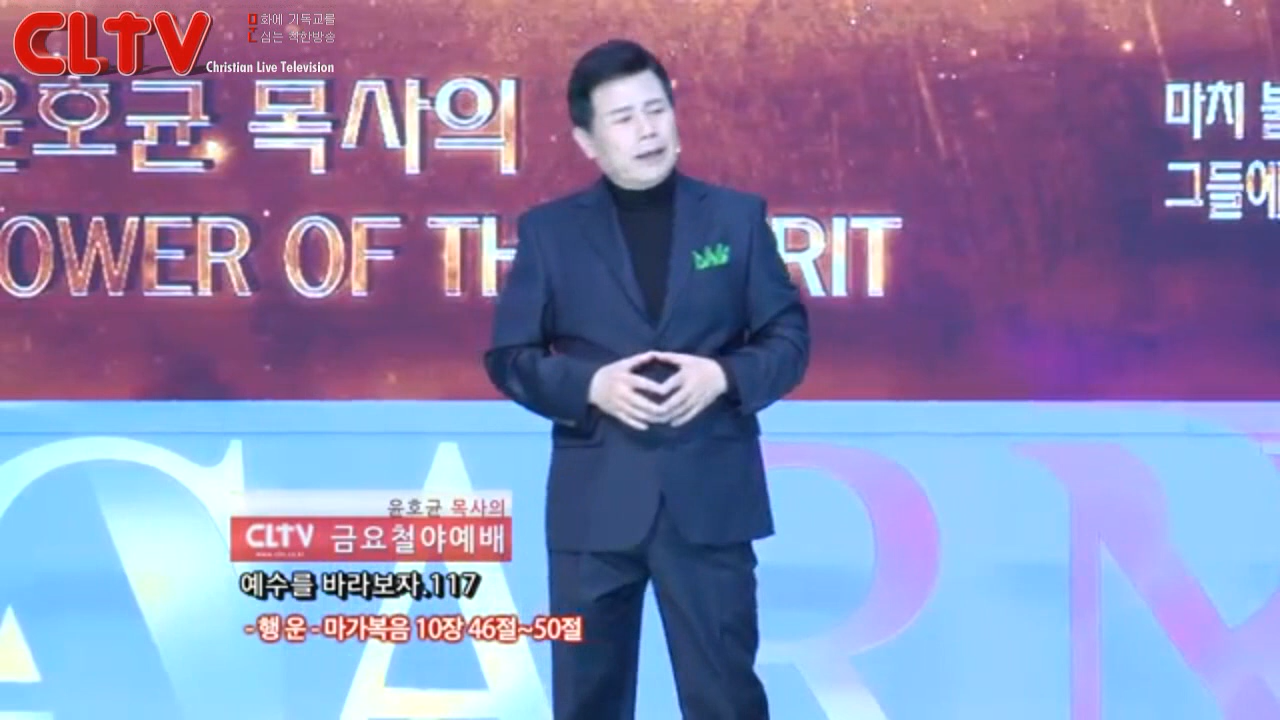 CLTV
문화에 기독교를
심는 착한방송
Christian Live Television
윤호균 목사의
OWER OF TH RIT
마치 불
그들에
윤호균 목사의
CLTV 금요철야예배
예수를 바라보자.117
- 행 운 - 마가복음 10장 46절~50절
CARM